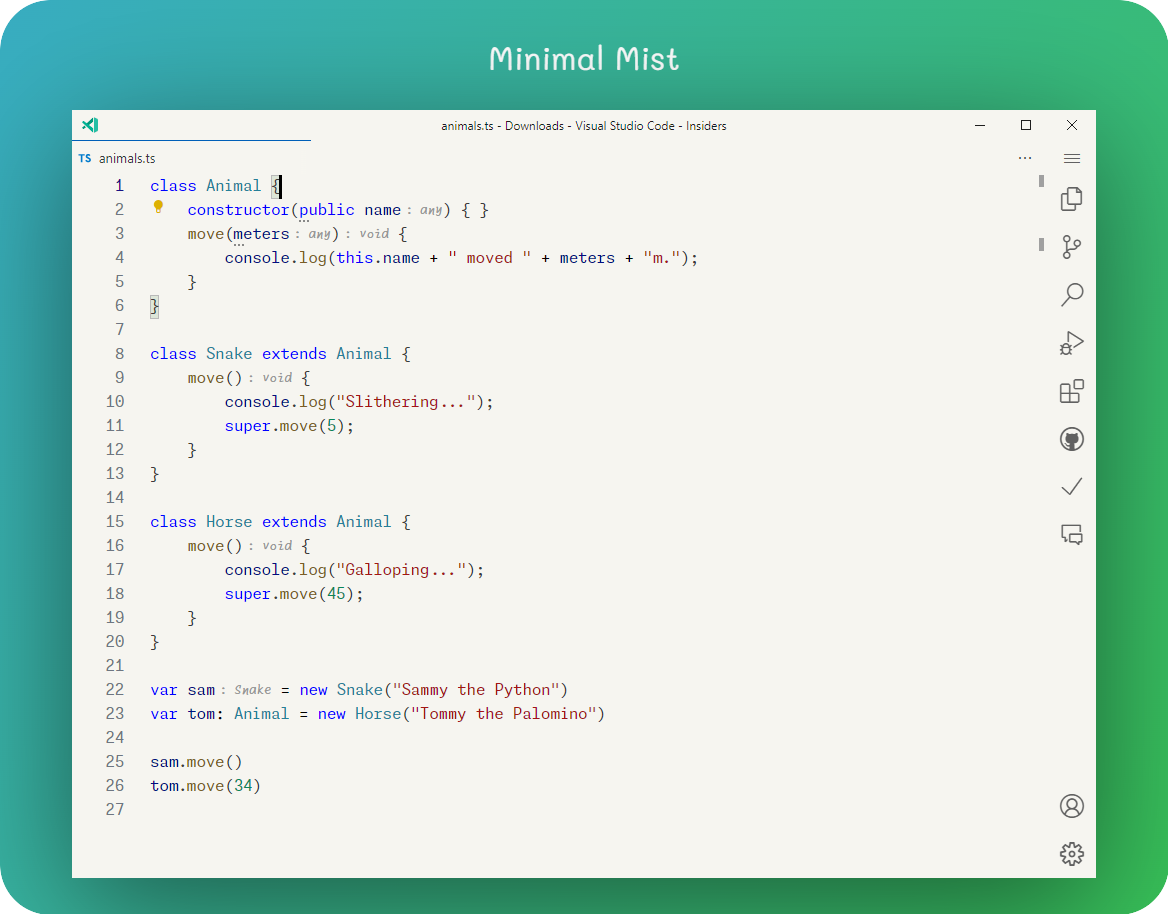 Minimal Mist
animals.ts - Downloads - Visual Studio Code - Insiders
TS animals.ts
1 class Animal {
2     constructor(public name: any) { }
3     move(meters: any): void {
4         console.log(this.name + " moved " + meters + "m.");
5     }
6 }
7
8 class Snake extends Animal {
9     move(): void {
10         console.log("Slithering...");
11         super.move(5);
12     }
13 }
14
15 class Horse extends Animal {
16     move(): void {
17         console.log("Galloping...");
18         super.move(45);
19     }
20 }
21
22 var sam: Snake = new Snake("Sammy the Python")
23 var tom: Animal = new Horse("Tommy the Palomino")
24
25 sam.move()
26 tom.move(34)
27